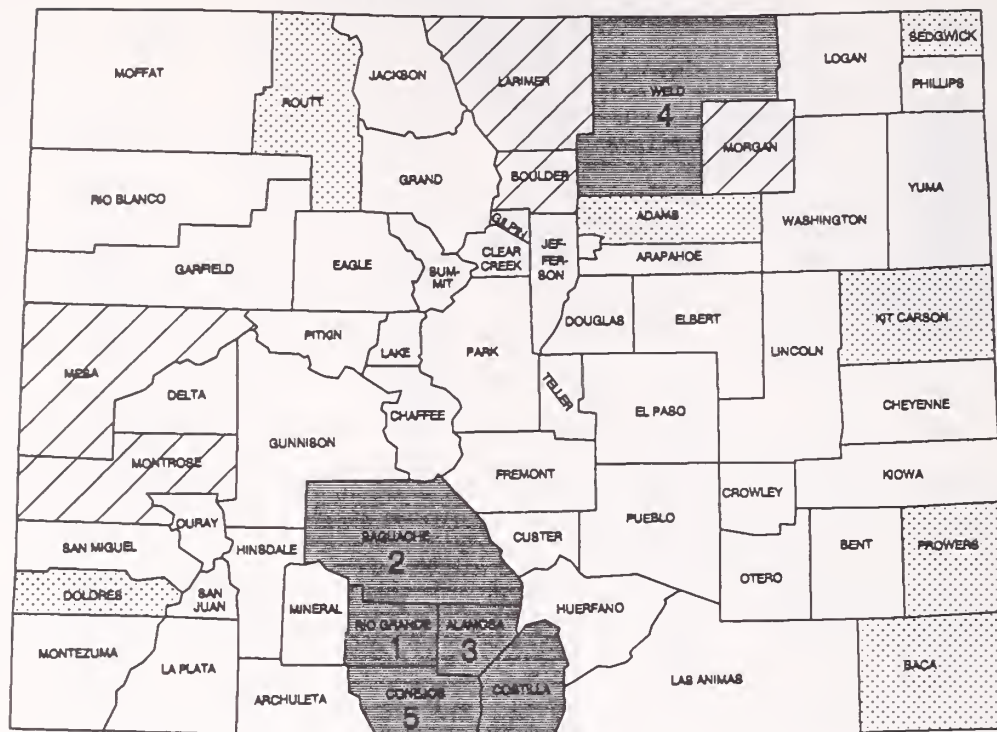 MOFFAT
ROUTT
JACKSON
LARIMER
WELD
4
LOGAN
SEDGWICK
PHILLIPS
MORGAN
RIO BLANCO
GRAND
BOULDER
WASHINGTON
YUMA
GARFIELD
EAGLE
SUM-
MIT
GILPIN
CLEAR
CREEK
JEF-
FER-
SON
ADAMS
ARAPAHOE
MESA
PITKIN
LAKE
PARK
DOUGLAS
ELBERT
LINCOLN
KIT CARSON
DELTA
GUNNISON
CHAFFEE
TELLER
EL PASO
CHEYENNE
MONTROSE
FREMONT
KIOWA
CROWLEY
OURAY
SAN MIGUEL
HINSDALE
SAGUACHE
2
CUSTER
PUEBLO
OTERO
BENT
PROWERS
DOLORES
SAN
JUAN
MINERAL
RIO GRANDE
1
ALAMOSA
3
HUERFANO
MONTEZUMA
LA PLATA
ARCHULETA
CONEJOS
5
COSTILLA
LAS ANIMAS
BACA